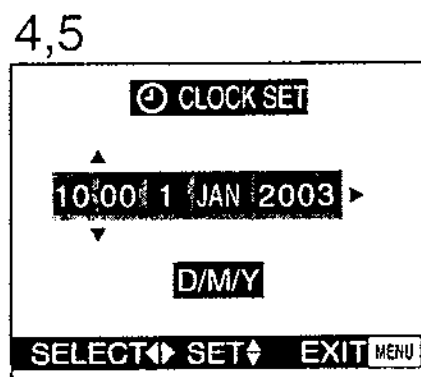 4,5
CLOCK SET
10:00 1 JAN 2003
D/M/Y
SELECT SET EXIT MENU